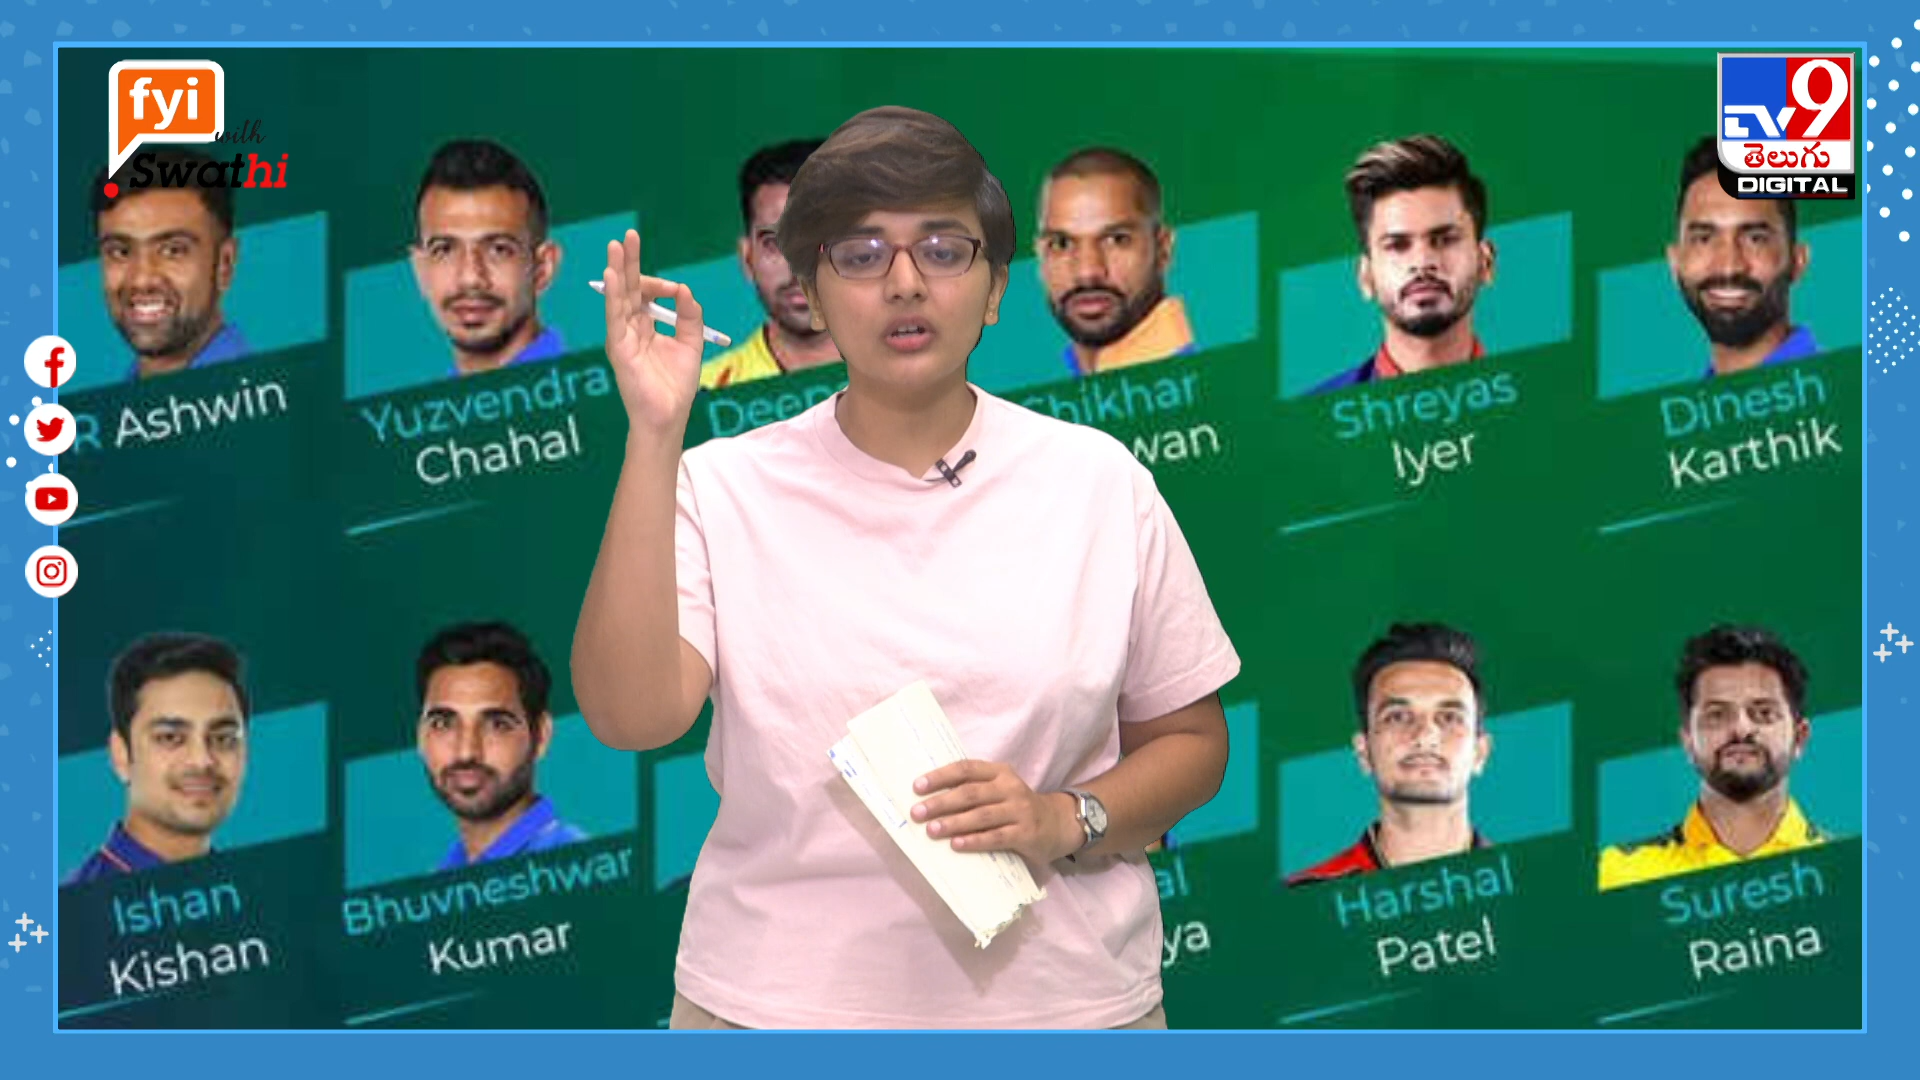 fyi
with
Swathi
TV9
తెలుగు
DIGITAL
R Ashwin
Yuzvendra
Chahal
Shikhar
Shreyas
Iyer
Dinesh
Karthik
Ishan
Kishan
Bhuvneshwar
Kumar
Harshal
Patel
Suresh
Raina